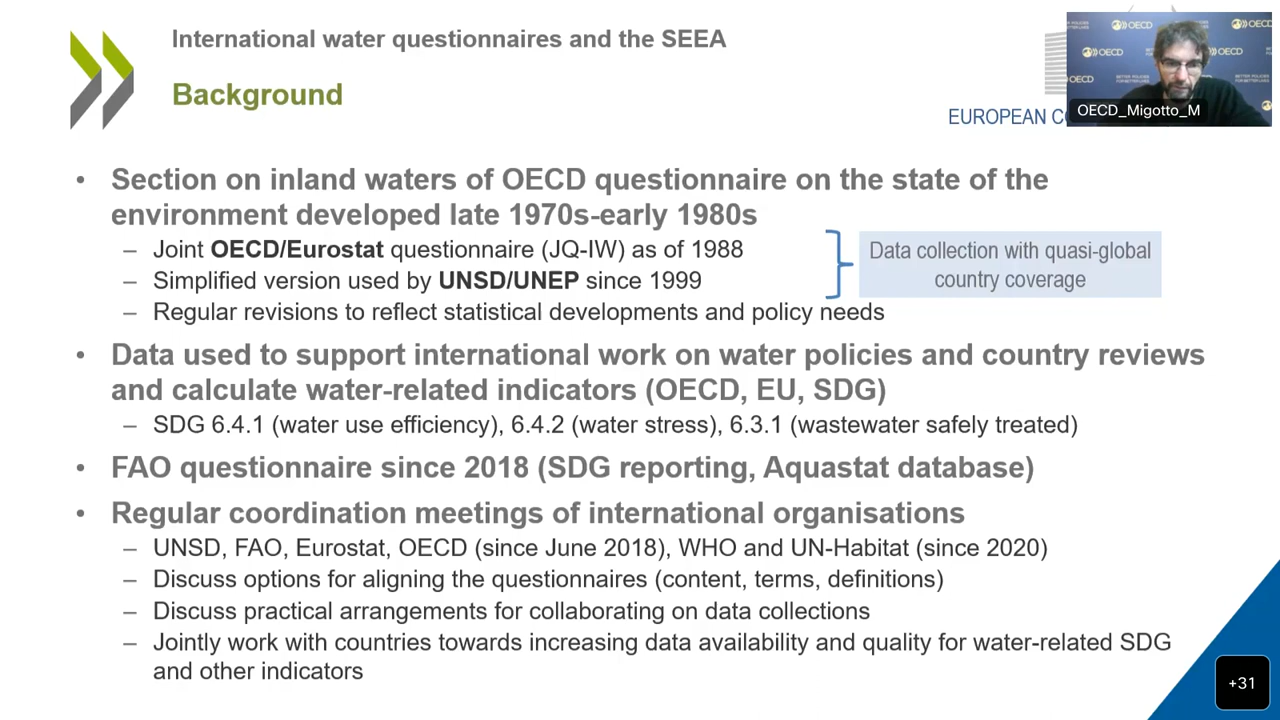 International water questionnaires and the SEEA
Background
EUROPEAN C
OECD
OECD
OECD
OECD
OECD
OECD_Migotto_M
• Section on inland waters of OECD questionnaire on the state of the
environment developed late 1970s-early 1980s
– Joint OECD/Eurostat questionnaire (JQ-IW) as of 1988
– Simplified version used by UNSD/UNEP since 1999
– Regular revisions to reflect statistical developments and policy needs
Data collection with quasi-global
country coverage
• Data used to support international work on water policies and country reviews
and calculate water-related indicators (OECD, EU, SDG)
– SDG 6.4.1 (water use efficiency), 6.4.2 (water stress), 6.3.1 (wastewater safely treated)
• FAO questionnaire since 2018 (SDG reporting, Aquastat database)
• Regular coordination meetings of international organisations
– UNSD, FAO, Eurostat, OECD (since June 2018), WHO and UN-Habitat (since 2020)
– Discuss options for aligning the questionnaires (content, terms, definitions)
– Discuss practical arrangements for collaborating on data collections
– Jointly work with countries towards increasing data availability and quality for water-related SDG
and other indicators
+31